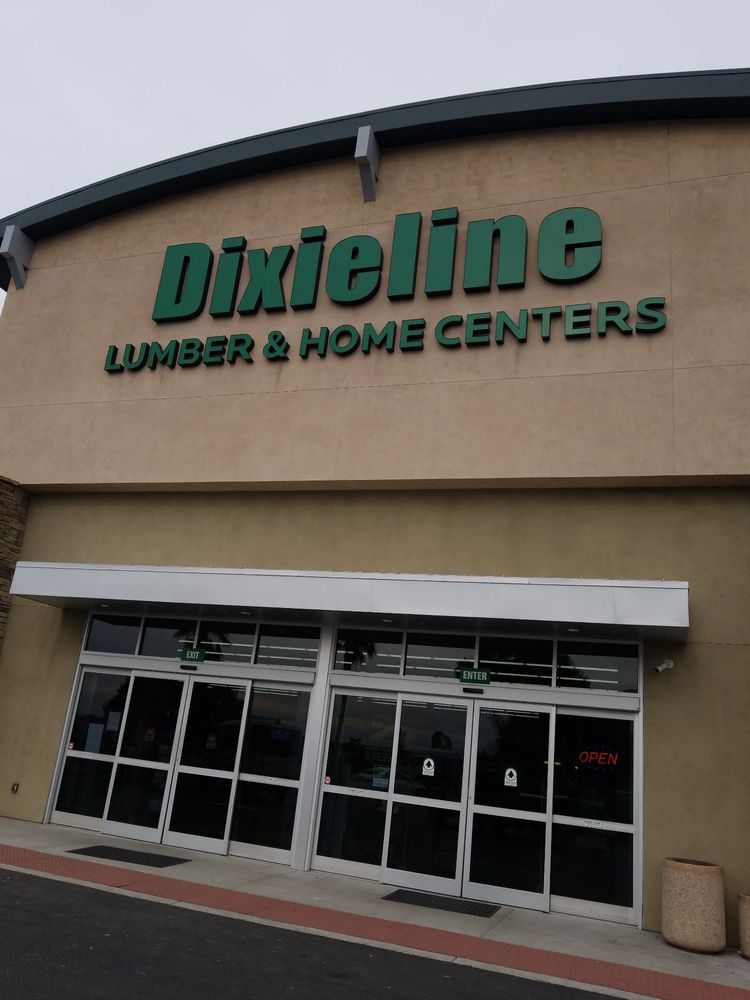 Dixieline
LUMBER & HOME CENTERS
EXIT
ENTER
OPEN